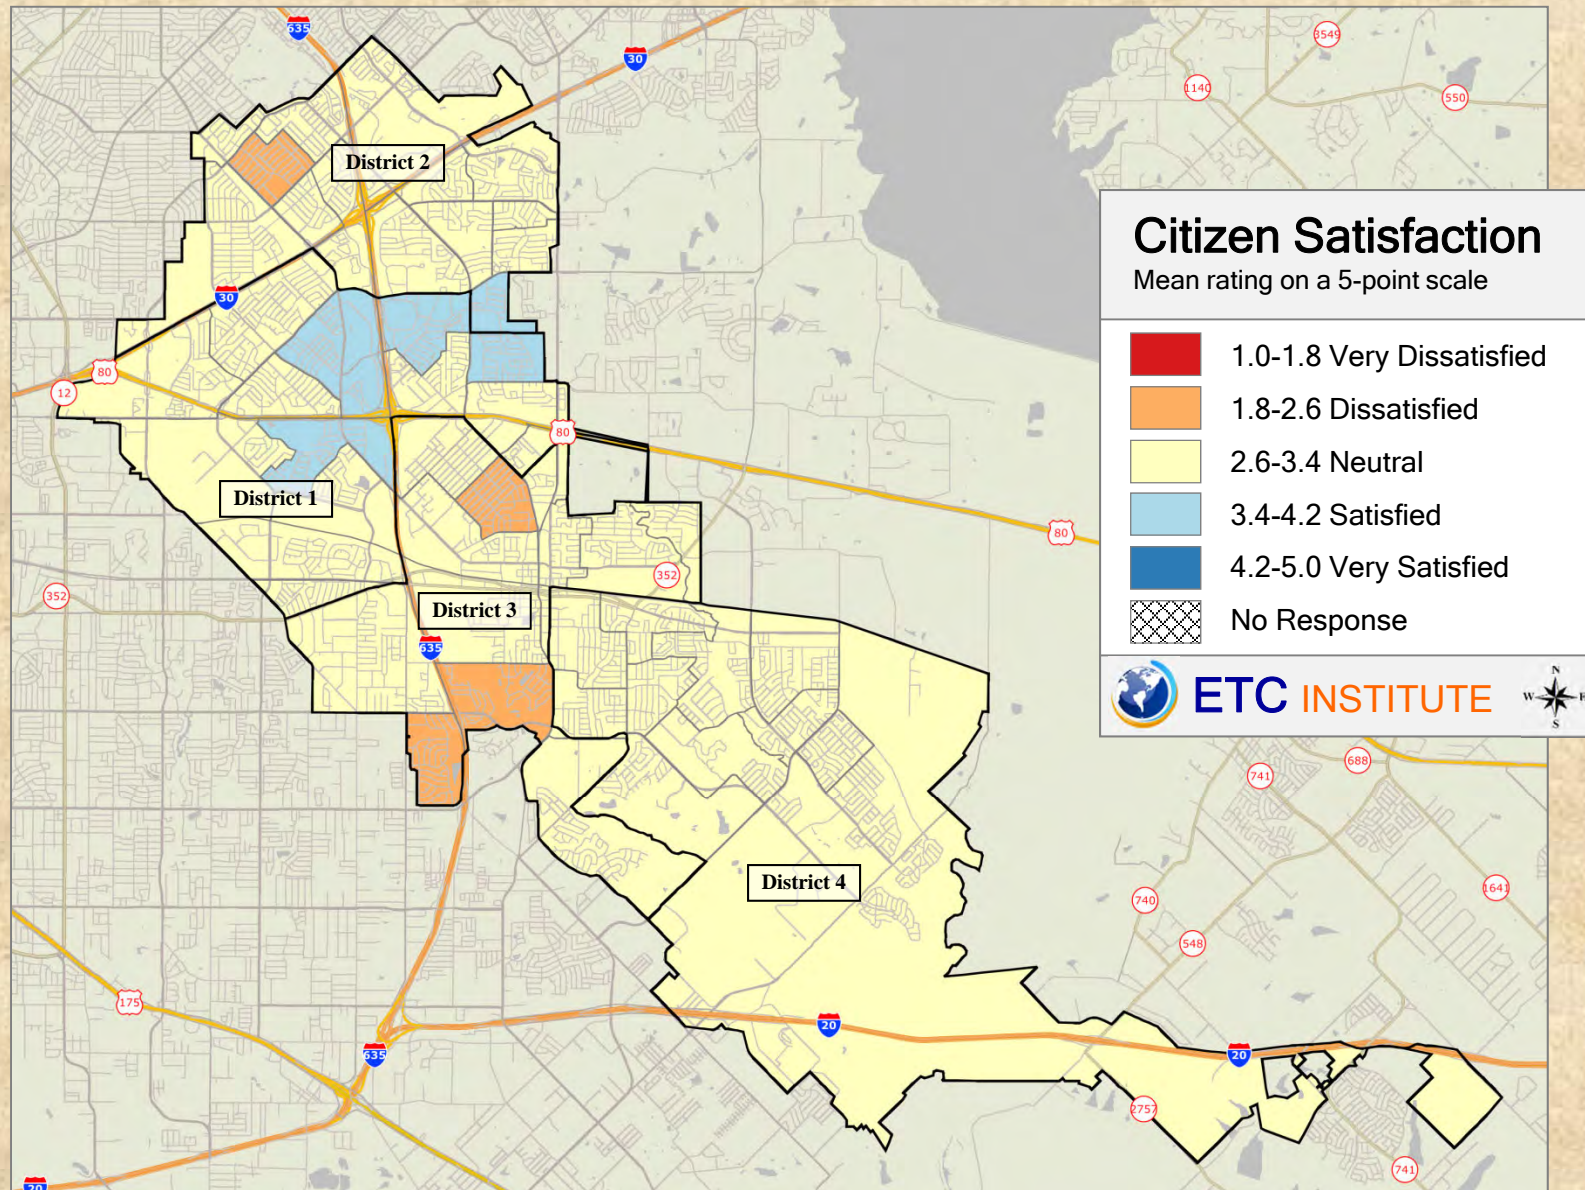 635
30
3549
1140
550
District 2
Citizen Satisfaction
Mean rating on a 5-point scale
30
1.0-1.8 Very Dissatisfied
80
12
1.8-2.6 Dissatisfied
80
2.6-3.4 Neutral
District 1
3.4-4.2 Satisfied
80
352
4.2-5.0 Very Satisfied
352
District 3
No Response
635
ETC INSTITUTE
N
W
E
S
688
741
District 4
1641
740
548
175
20
635
20
2757
741
20